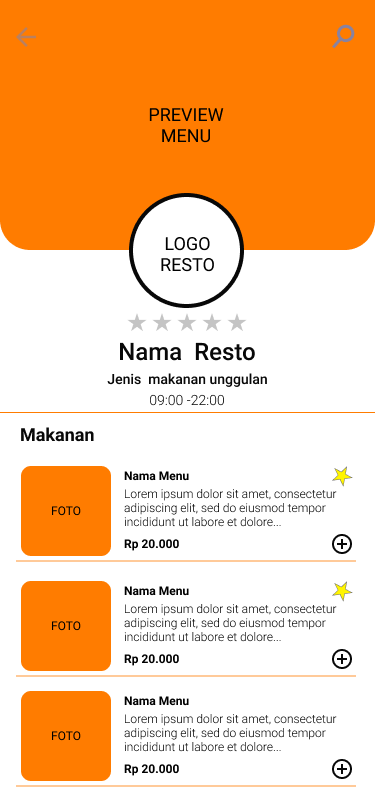 PREVIEW
MENU
LOGO
RESTO
Nama Resto
Jenis makanan unggulan
09:00 -22:00
Makanan
FOTO
Nama Menu
Lorem ipsum dolor sit amet, consectetur
adipiscing elit, sed do eiusmod tempor
incididunt ut labore et dolore...
Rp 20.000
FOTO
Nama Menu
Lorem ipsum dolor sit amet, consectetur
adipiscing elit, sed do eiusmod tempor
incididunt ut labore et dolore...
Rp 20.000
FOTO
Nama Menu
Lorem ipsum dolor sit amet, consectetur
adipiscing elit, sed do eiusmod tempor
incididunt ut labore et dolore...
Rp 20.000